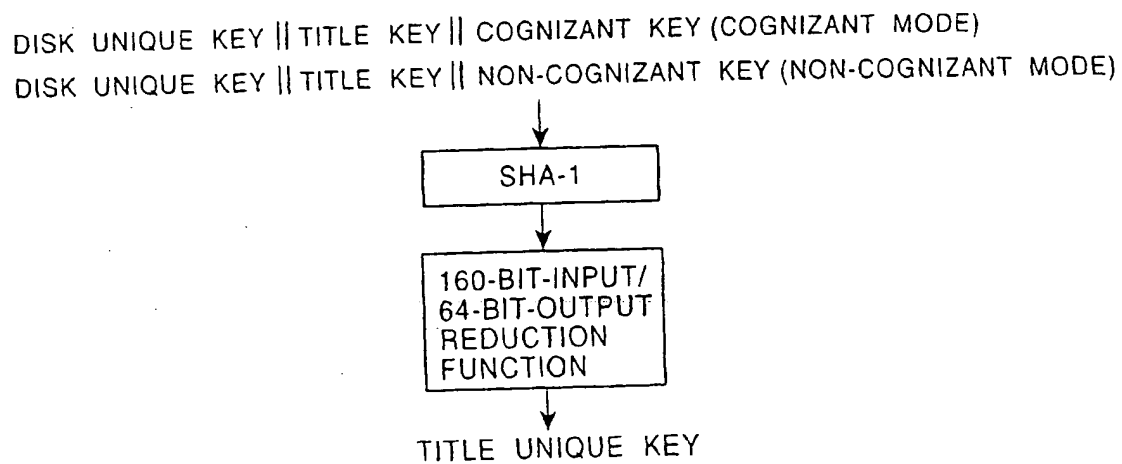 DISK UNIQUE KEY || TITLE KEY || COGNIZANT KEY (COGNIZANT MODE)
DISK UNIQUE KEY || TITLE KEY || NON-COGNIZANT KEY (NON-COGNIZANT MODE)
SHA-1
160-BIT-INPUT/
64-BIT-OUTPUT
REDUCTION
FUNCTION
TITLE UNIQUE KEY